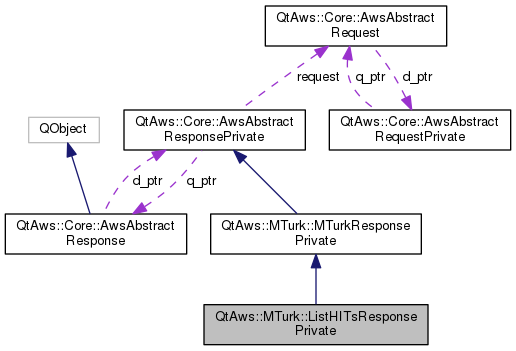 QtAws::Core::AwsAbstract
Request
request
q_ptr
d_ptr
QObject
QtAws::Core::AwsAbstract
ResponsePrivate
QtAws::Core::AwsAbstract
RequestPrivate
d_ptr
q_ptr
QtAws::Core::AwsAbstract
Response
QtAws::MTurk::MTurkResponse
Private
QtAws::MTurk::ListHITsResponse
Private